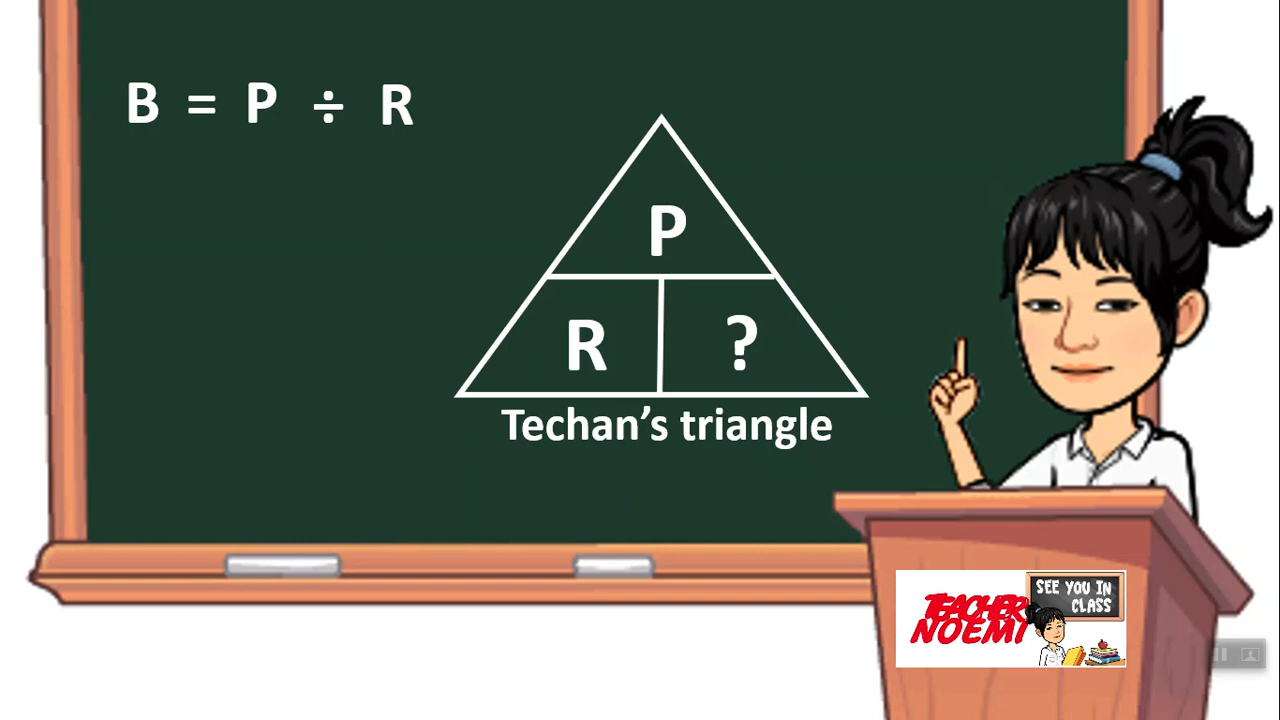 B = P ÷ R
P
R ?
Techan's triangle
TEACHER
NOEMI
SEE YOU IN
CLASS